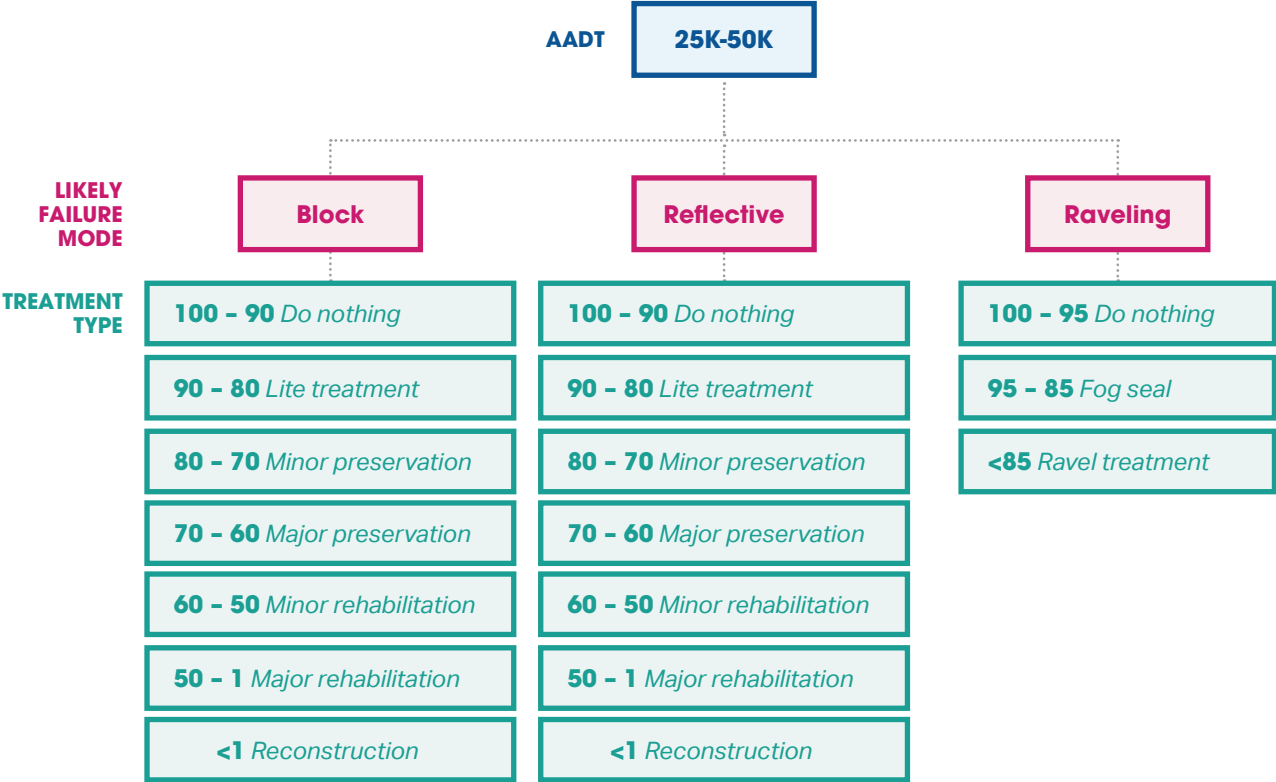 AADT
25K-50K
LIKELY
FAILURE
MODE
Block
Reflective
Raveling
TREATMENT
TYPE
100 – 90 Do nothing
90 – 80 Lite treatment
80 – 70 Minor preservation
70 – 60 Major preservation
60 – 50 Minor rehabilitation
50 – 1 Major rehabilitation
<1 Reconstruction
100 – 90 Do nothing
90 – 80 Lite treatment
80 – 70 Minor preservation
70 – 60 Major preservation
60 – 50 Minor rehabilitation
50 – 1 Major rehabilitation
<1 Reconstruction
100 – 95 Do nothing
95 – 85 Fog seal
<85 Ravel treatment